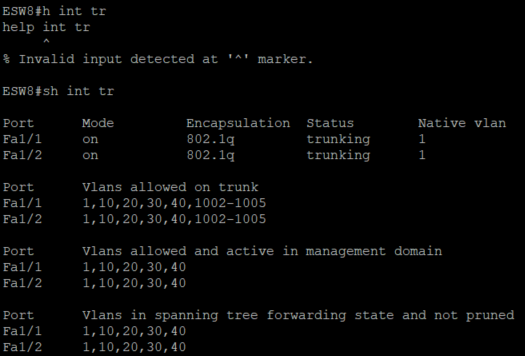 ESW8#h int tr
help int tr
     ^
% Invalid input detected at '^' marker.
ESW8#sh int tr
Port      Mode         Encapsulation  Status        Native vlan
Fa1/1     on           802.1q         trunking      1
Fa1/2     on           802.1q         trunking      1
Port      Vlans allowed on trunk
Fa1/1     1,10,20,30,40,1002-1005
Fa1/2     1,10,20,30,40,1002-1005
Port      Vlans allowed and active in management domain
Fa1/1     1,10,20,30,40
Fa1/2     1,10,20,30,40
Port      Vlans in spanning tree forwarding state and not pruned
Fa1/1     1,10,20,30,40
Fa1/2     1,10,20,30,40